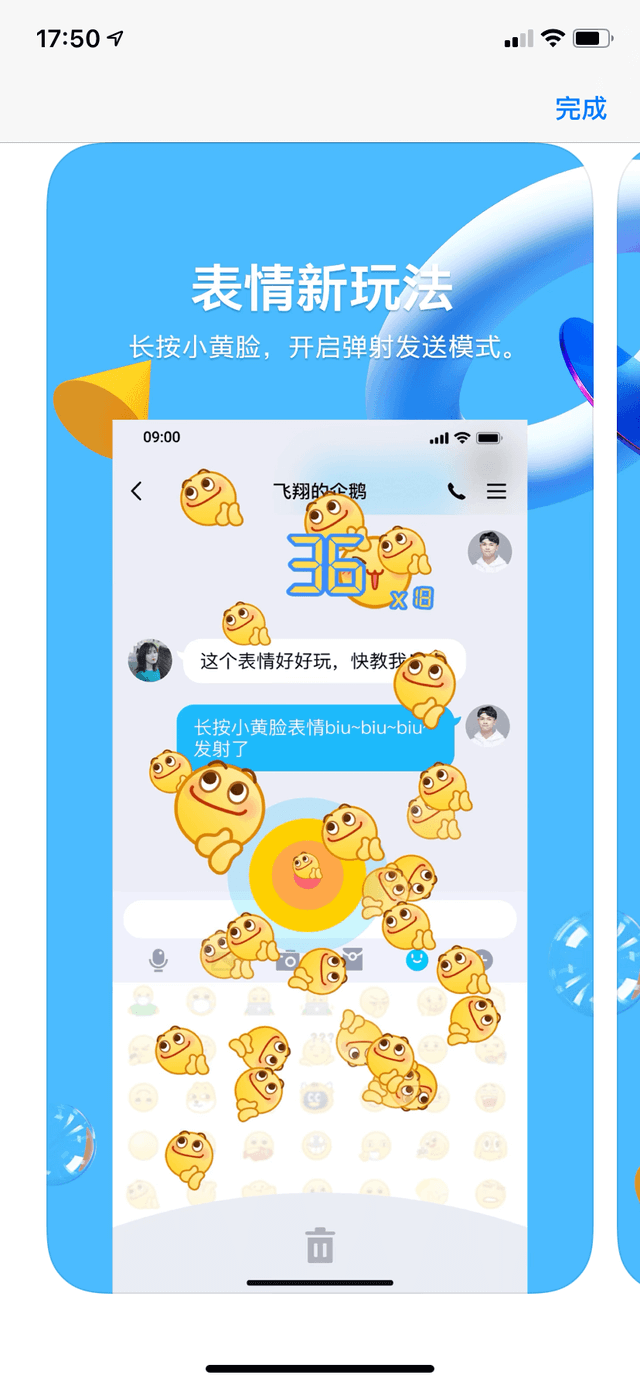 17:50
完成
表情新玩法
长按小黄脸，开启弹射发送模式。
09:00
飞翔的企鹅
36
x 18
这个表情好好玩，快教我
长按小黄脸表情biu~biu~biu~
发射了